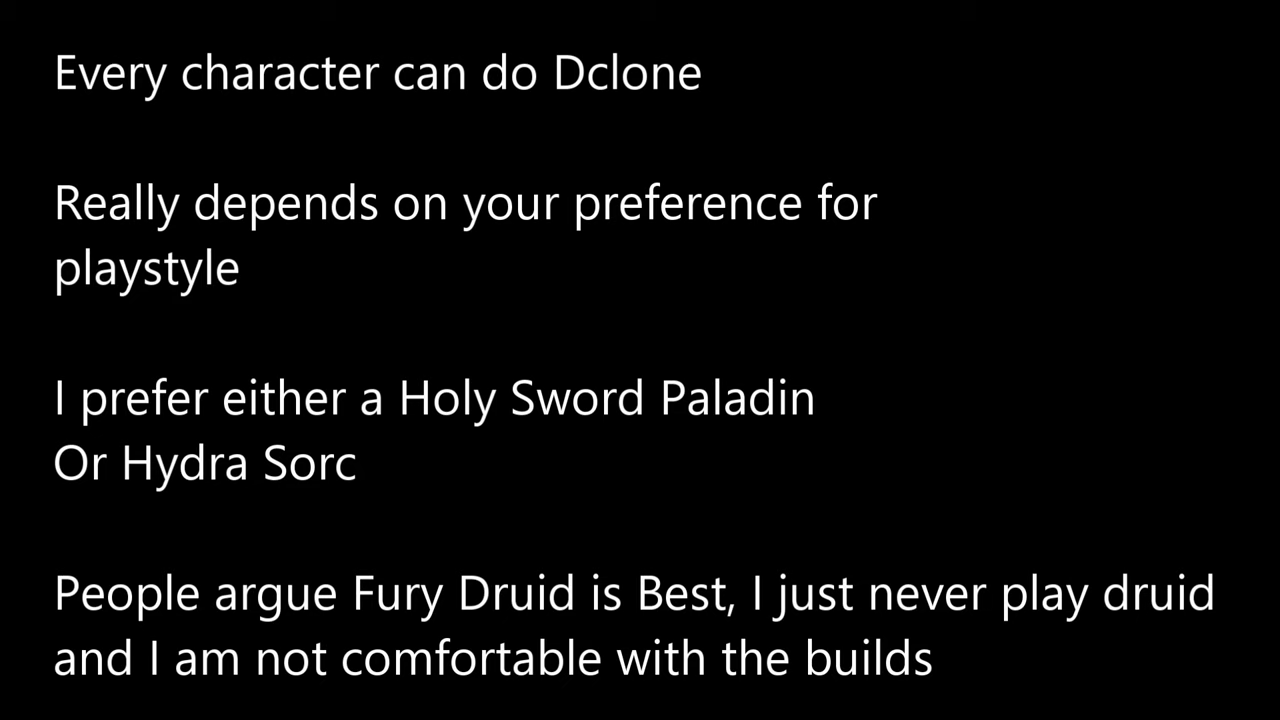 Every character can do Dclone
Really depends on your preference for
playstyle
I prefer either a Holy Sword Paladin
Or Hydra Sorc
People argue Fury Druid is Best, I just never play druid
and I am not comfortable with the builds